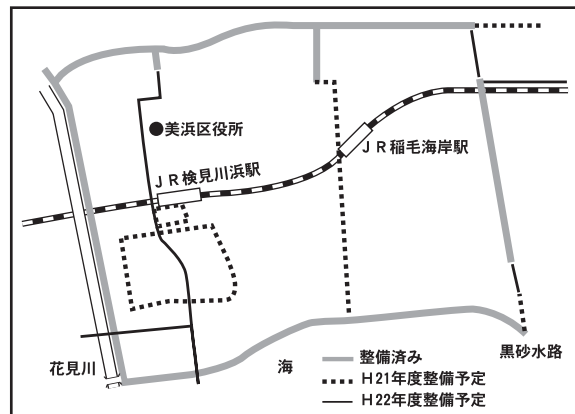 美浜区役所
JR稲毛海岸駅
JR検見川浜駅
花見川
海
黒砂水路
整備済み
H21年度整備予定
H22年度整備予定